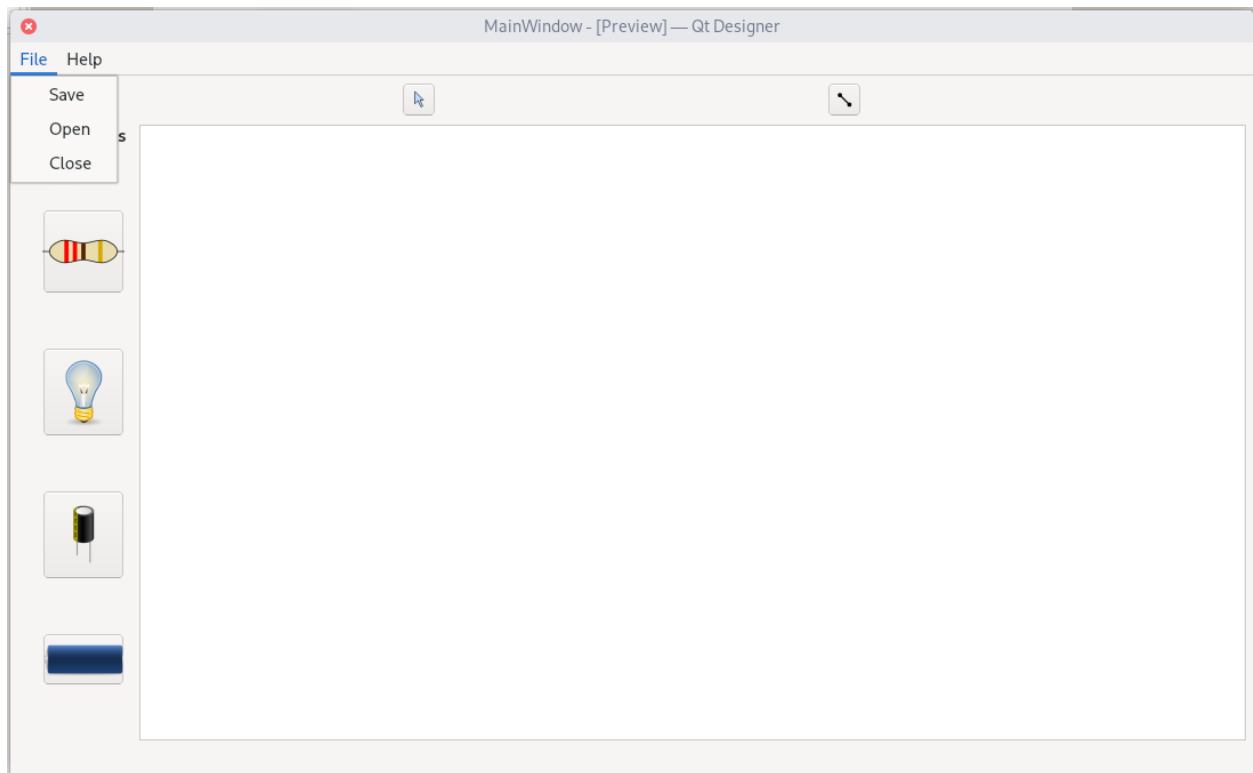 MainWindow - [Preview] — Qt Designer
File Help
Save
Open
Close
s